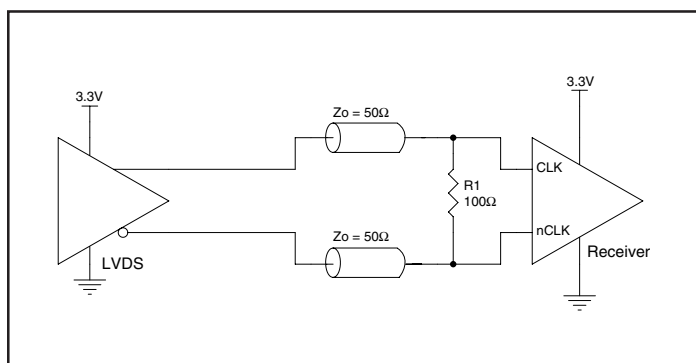 3.3V
3.3V
Zo = 50Ω
CLK
R1
100Ω
nCLK
Zo = 50Ω
LVDS
Receiver